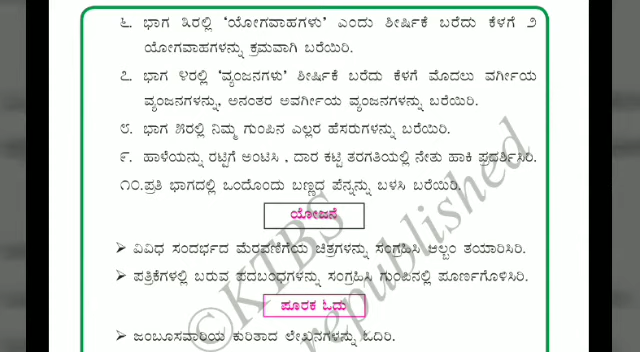 ೬. ಭಾಗ ೩ರಲ್ಲಿ 'ಯೋಗವಾಹಗಳು' ಎಂದು ಶೀರ್ಷಿಕೆ ಬರೆದು ಕೆಳಗೆ ೨
ಯೋಗವಾಹಗಳನ್ನು ಕ್ರಮವಾಗಿ ಬರೆಯಿರಿ.
೭. ಭಾಗ ೪ರಲ್ಲಿ 'ವ್ಯಂಜನಗಳು' ಶೀರ್ಷಿಕೆ ಬರೆದು ಕೆಳಗೆ ಮೊದಲು ವರ್ಗೀಯ
ವ್ಯಂಜನಗಳನ್ನು, ಅನಂತರ ಅವರ್ಗೀಯ ವ್ಯಂಜನಗಳನ್ನು ಬರೆಯಿರಿ.
೮. ಭಾಗ ೫ರಲ್ಲಿ ನಿಮ್ಮ ಗುಂಪಿನ ಎಲ್ಲರ ಹೆಸರುಗಳನ್ನು ಬರೆಯಿರಿ.
೯. ಹಾಳೆಯನ್ನು ರಟ್ಟಿಗೆ ಅಂಟಿಸಿ , ದಾರ ಕಟ್ಟಿ ತರಗತಿಯಲ್ಲಿ ನೇತು ಹಾಕಿ ಪ್ರದರ್ಶಿಸಿರಿ.
೧೦.ಪ್ರತಿ ಭಾಗದಲ್ಲಿ ಒಂದೊಂದು ಬಣ್ಣದ ಪೆನ್ನನ್ನು ಬಳಸಿ ಬರೆಯಿರಿ.
ಯೋಜನೆ
➢ ವಿವಿಧ ಸಂದರ್ಭದ ಮೆರವಣಿಗೆಯ ಚಿತ್ರಗಳನ್ನು ಸಂಗ್ರಹಿಸಿ ಆಲ್ಬಂ ತಯಾರಿಸಿರಿ.
➢ ಪತ್ರಿಕೆಗಳಲ್ಲಿ ಬರುವ ಪದಬಂಧಗಳನ್ನು ಸಂಗ್ರಹಿಸಿ ಗುಂಪಿನಲ್ಲಿ ಪೂರ್ಣಗೊಳಿಸಿರಿ.
ಪೂರಕ ಓದು
➢ ಜಂಬೂಸವಾರಿಯ ಕುರಿತಾದ ಲೇಖನಗಳನ್ನು ಓದಿರಿ.
©KTBS
republished